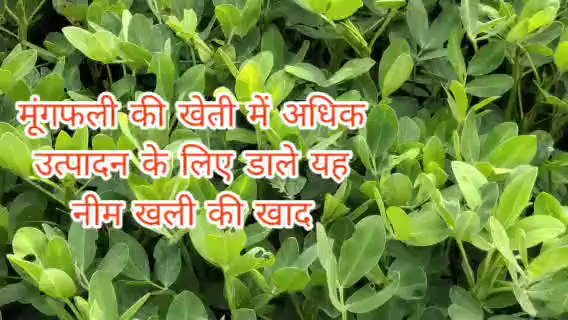 मूंगफली की खेती में अधिक
उत्पादन के लिए डाले यह
नीम खली की खाद